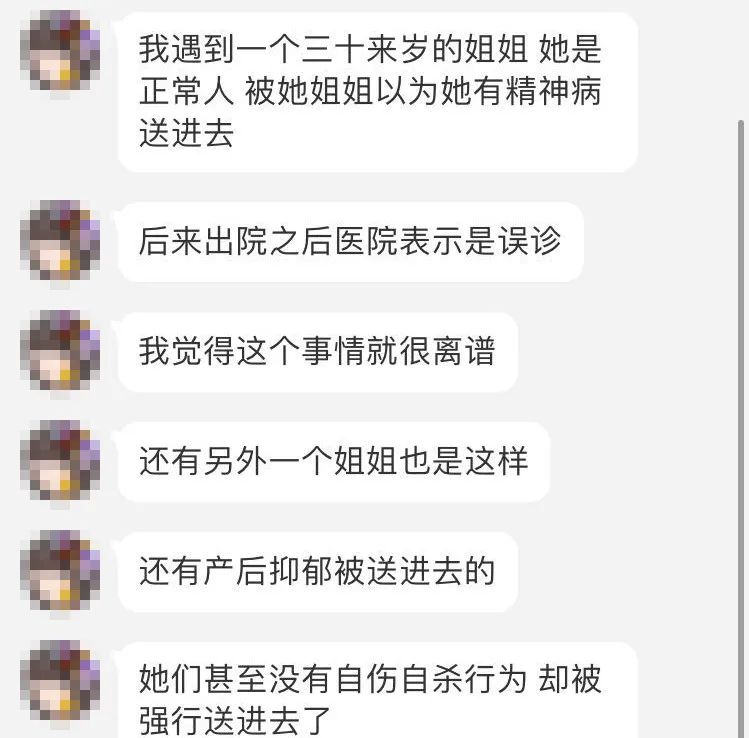 我遇到一个三十来岁的姐姐 她是
正常人 被她姐姐以为她有精神病
送进去
后来出院之后医院表示是误诊
我觉得这个事情就很离谱
还有另外一个姐姐也是这样
还有产后抑郁被送进去的
她们甚至没有自伤自杀行为 却被
强行送进去了